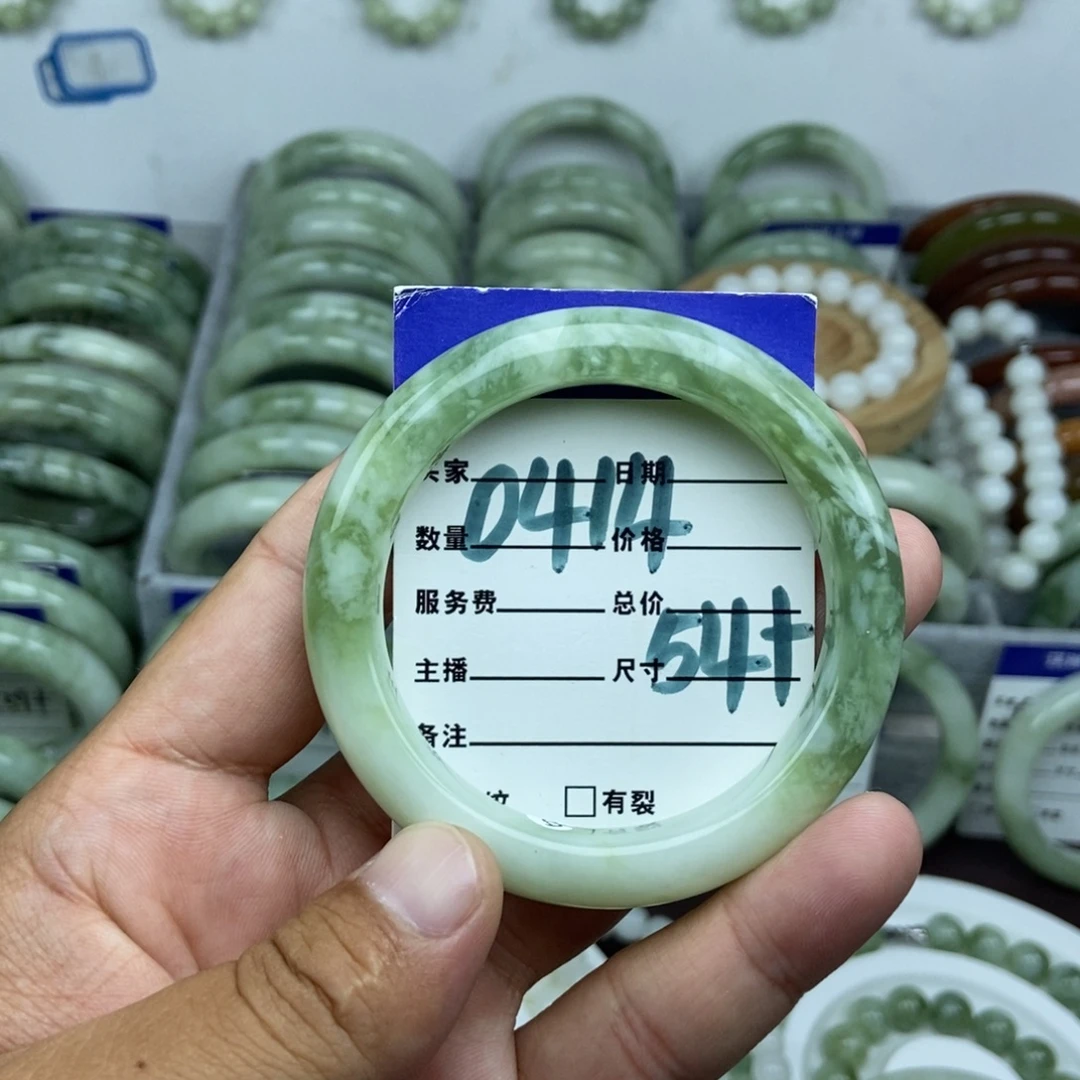 家 日期
0414
数量 价格
服务费 总价
54+
主播 尺寸
备注
有裂